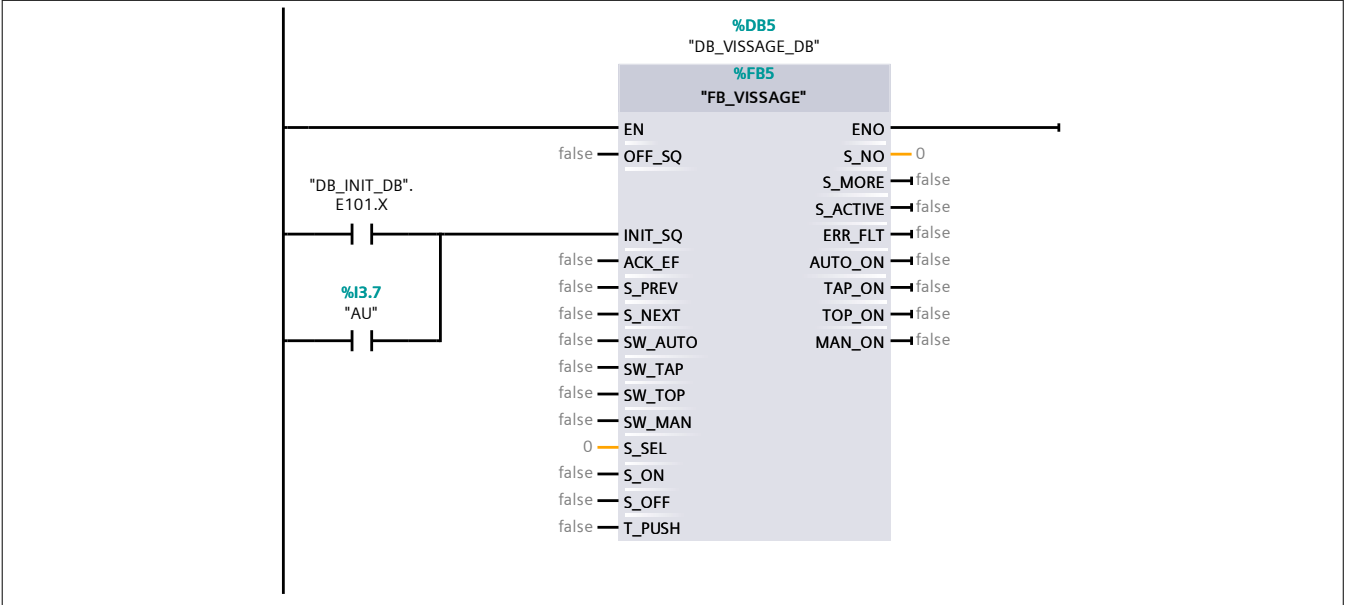 %DB5
"DB_VISSAGE_DB"
%FB5
"FB_VISSAGE"
EN ENO
false OFF_SQ S_NO 0
S_MORE false
"DB_INIT_DB".
E101.X
S_ACTIVE false
INIT_SQ ERR_FLT false
false ACK_EF AUTO_ON false
%I3.7
false S_PREV TAP_ON false
"AU"
false S_NEXT TOP_ON false
false SW_AUTO MAN_ON false
false SW_TAP
false SW_TOP
false SW_MAN
0 S_SEL
false S_ON
false S_OFF
false T_PUSH